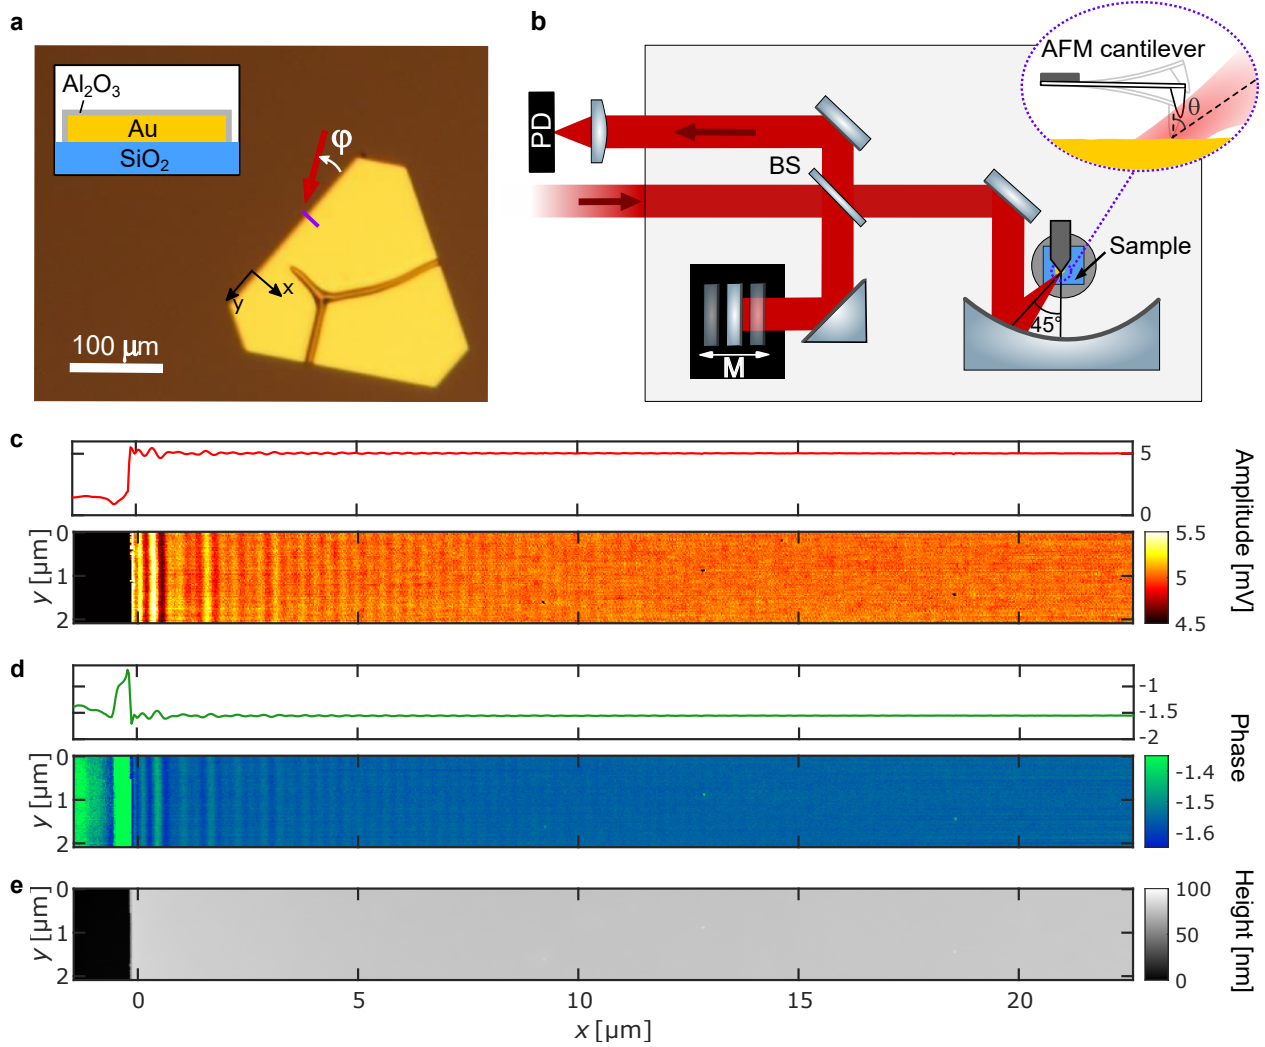 a
Al₂O₃
Au
SiO₂
φ
x
y
100 μm
b
AFM cantilever
θ
PD
BS
Sample
45°
M
c
5
0
Amplitude [mV]
y [μm]
0
1
2
5.5
5
4.5
d
-1
-1.5
-2
Phase
y [μm]
0
1
2
-1.4
-1.5
-1.6
e
y [μm]
0
1
2
100
50
0
Height [nm]
0 5 10 15 20
x [μm]